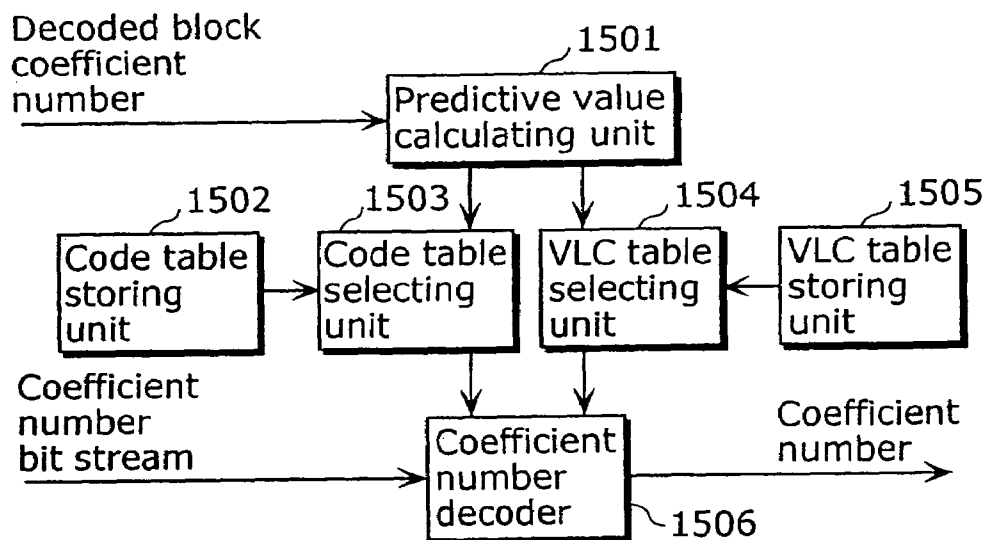 Decoded block
coefficient
number
1501
Predictive value
calculating unit
1502
1503
1504
1505
Code table
storing
unit
Code table
selecting
unit
VLC table
selecting
unit
VLC table
storing
unit
Coefficient
number
bit stream
Coefficient
number
decoder
Coefficient
number
1506